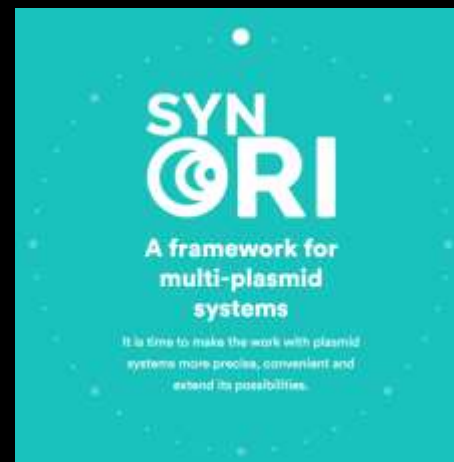 SYN
ORI
A framework for
multi-plasmid
systems
It is time to make the work with plasmid
systems more precise, convenient and
extend its possibilities.